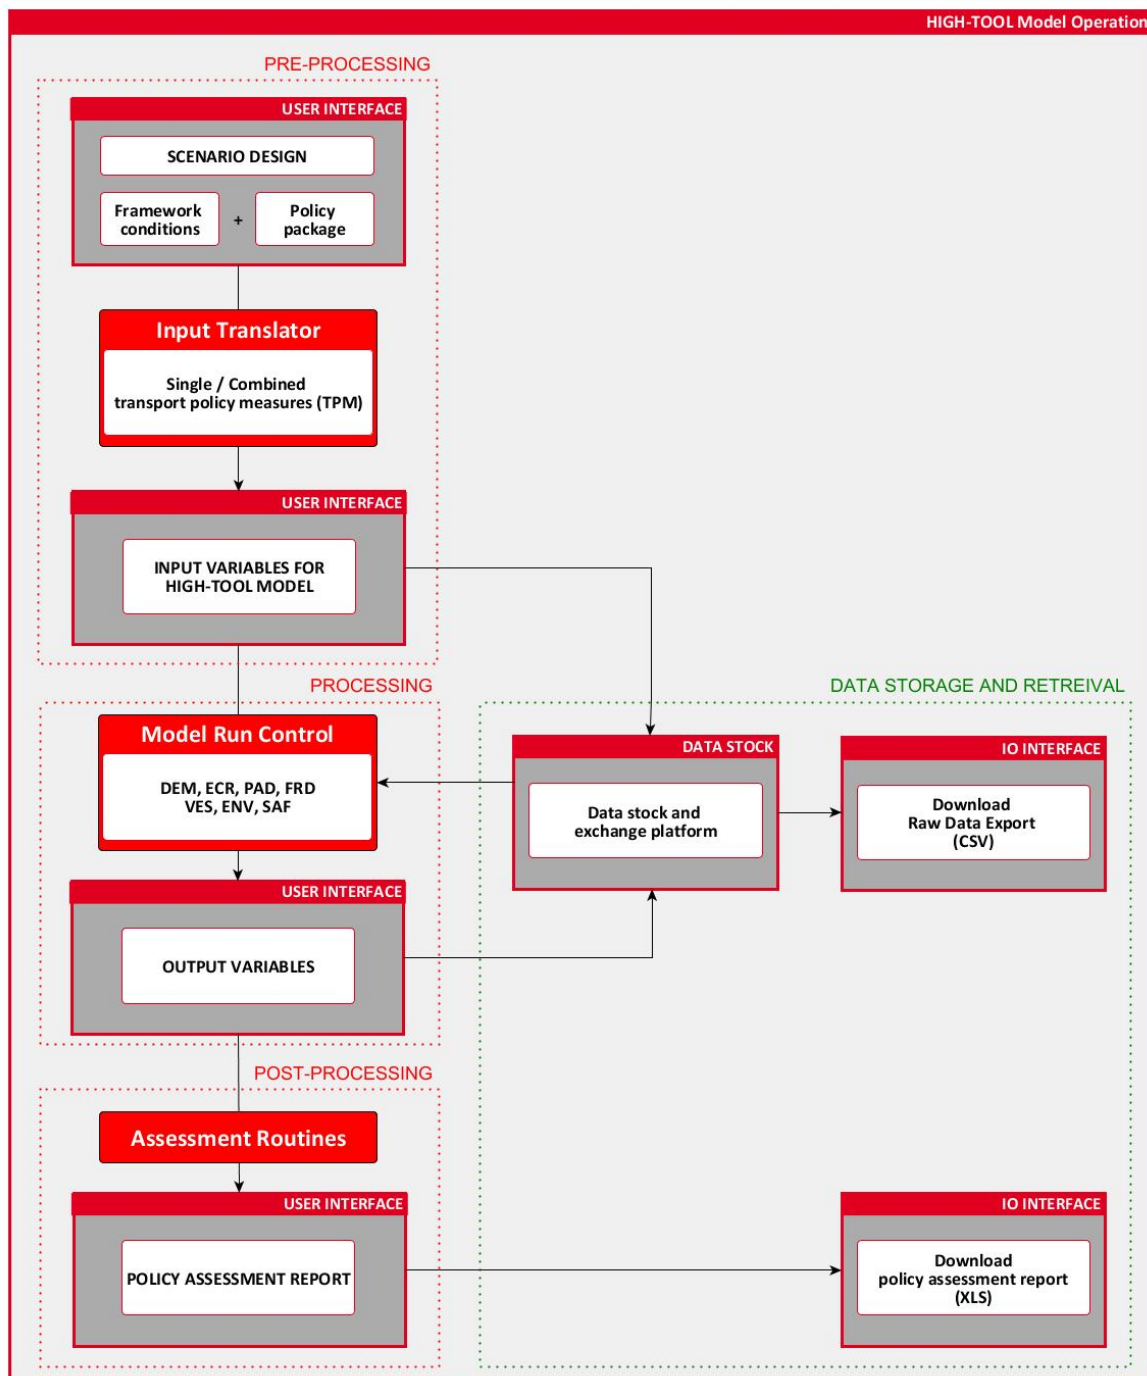 HIGH-TOOL Model Operation
PRE-PROCESSING
USER INTERFACE
SCENARIO DESIGN
Framework
conditions
+
Policy
package
Input Translator
Single / Combined
transport policy measures (TPM)
USER INTERFACE
INPUT VARIABLES FOR
HIGH-TOOL MODEL
PROCESSING
Model Run Control
DEM, ECR, PAD, FRD
VES, ENV, SAF
USER INTERFACE
OUTPUT VARIABLES
POST-PROCESSING
Assessment Routines
USER INTERFACE
POLICY ASSESSMENT REPORT
DATA STORAGE AND RETREIVAL
DATA STOCK
Data stock and
exchange platform
IO INTERFACE
Download
Raw Data Export
(CSV)
IO INTERFACE
Download
policy assessment report
(XLS)